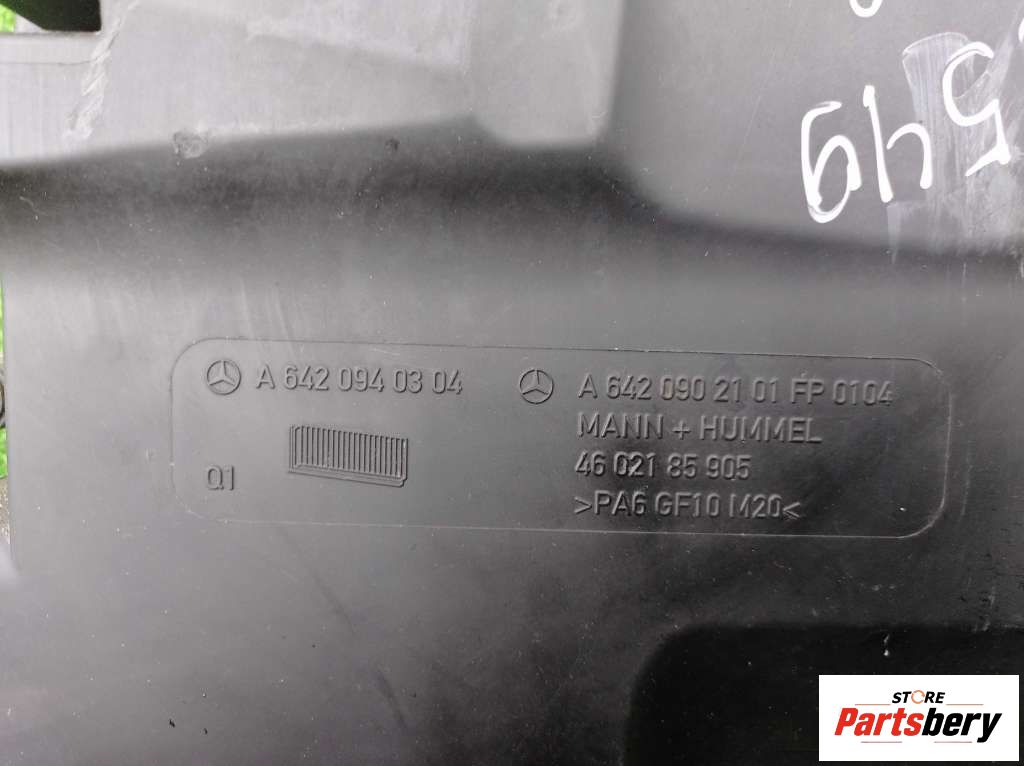 549
A 642 094 03 04
A 642 090 21 01 FP 0104
MANN + HUMMEL
46 021 85 905
Q1
>PA6 GF10 M20<
STORE
Partsbery